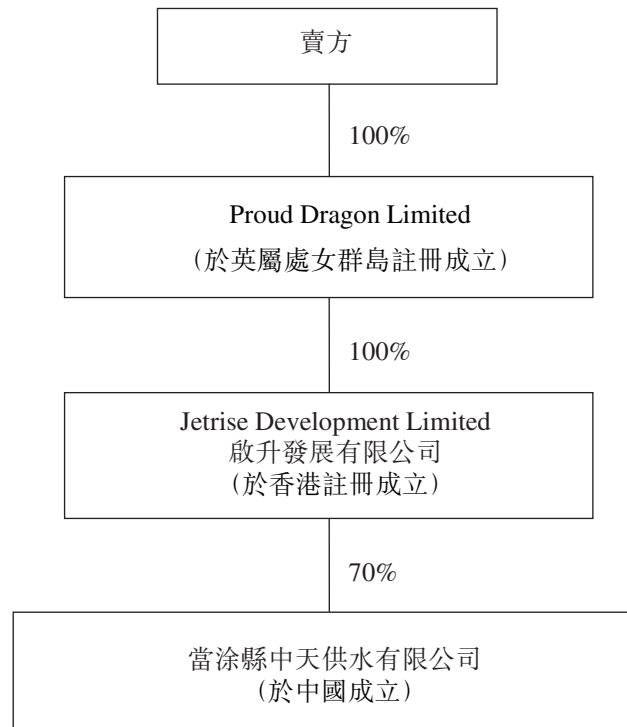 賣方
100%
Proud Dragon Limited
（於英屬處女群島註冊成立）
100%
Jetrise Development Limited
啟升發展有限公司
（於香港註冊成立）
70%
當涂縣中天供水有限公司
（於中國成立）